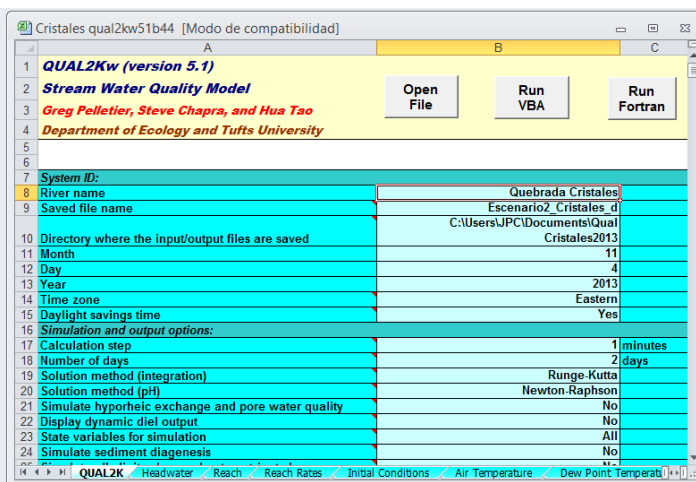 Cristales qual2kw51b44 [Modo de compatibilidad]
A B C
1 QUAL2Kw (version 5.1)
2 Stream Water Quality Model
3 Greg Pelletier, Steve Chapra, and Hua Tao
4 Department of Ecology and Tufts University
Open File
Run VBA
Run Fortran
5
6
7 System ID:
8 River name Quebrada Cristales
9 Saved file name Escenario2_Cristales_d
10 Directory where the input/output files are saved C:\Users\JPC\Documents\Qual Cristales2013
11 Month 11
12 Day 4
13 Year 2013
14 Time zone Eastern
15 Daylight savings time Yes
16 Simulation and output options:
17 Calculation step 1 minutes
18 Number of days 2 days
19 Solution method (integration) Runge-Kutta
20 Solution method (pH) Newton-Raphson
21 Simulate hyporheic exchange and pore water quality No
22 Display dynamic diel output No
23 State variables for simulation All
24 Simulate sediment diagenesis No
QUAL2K Headwater Reach Reach Rates Initial Conditions Air Temperature Dew Point Temperat